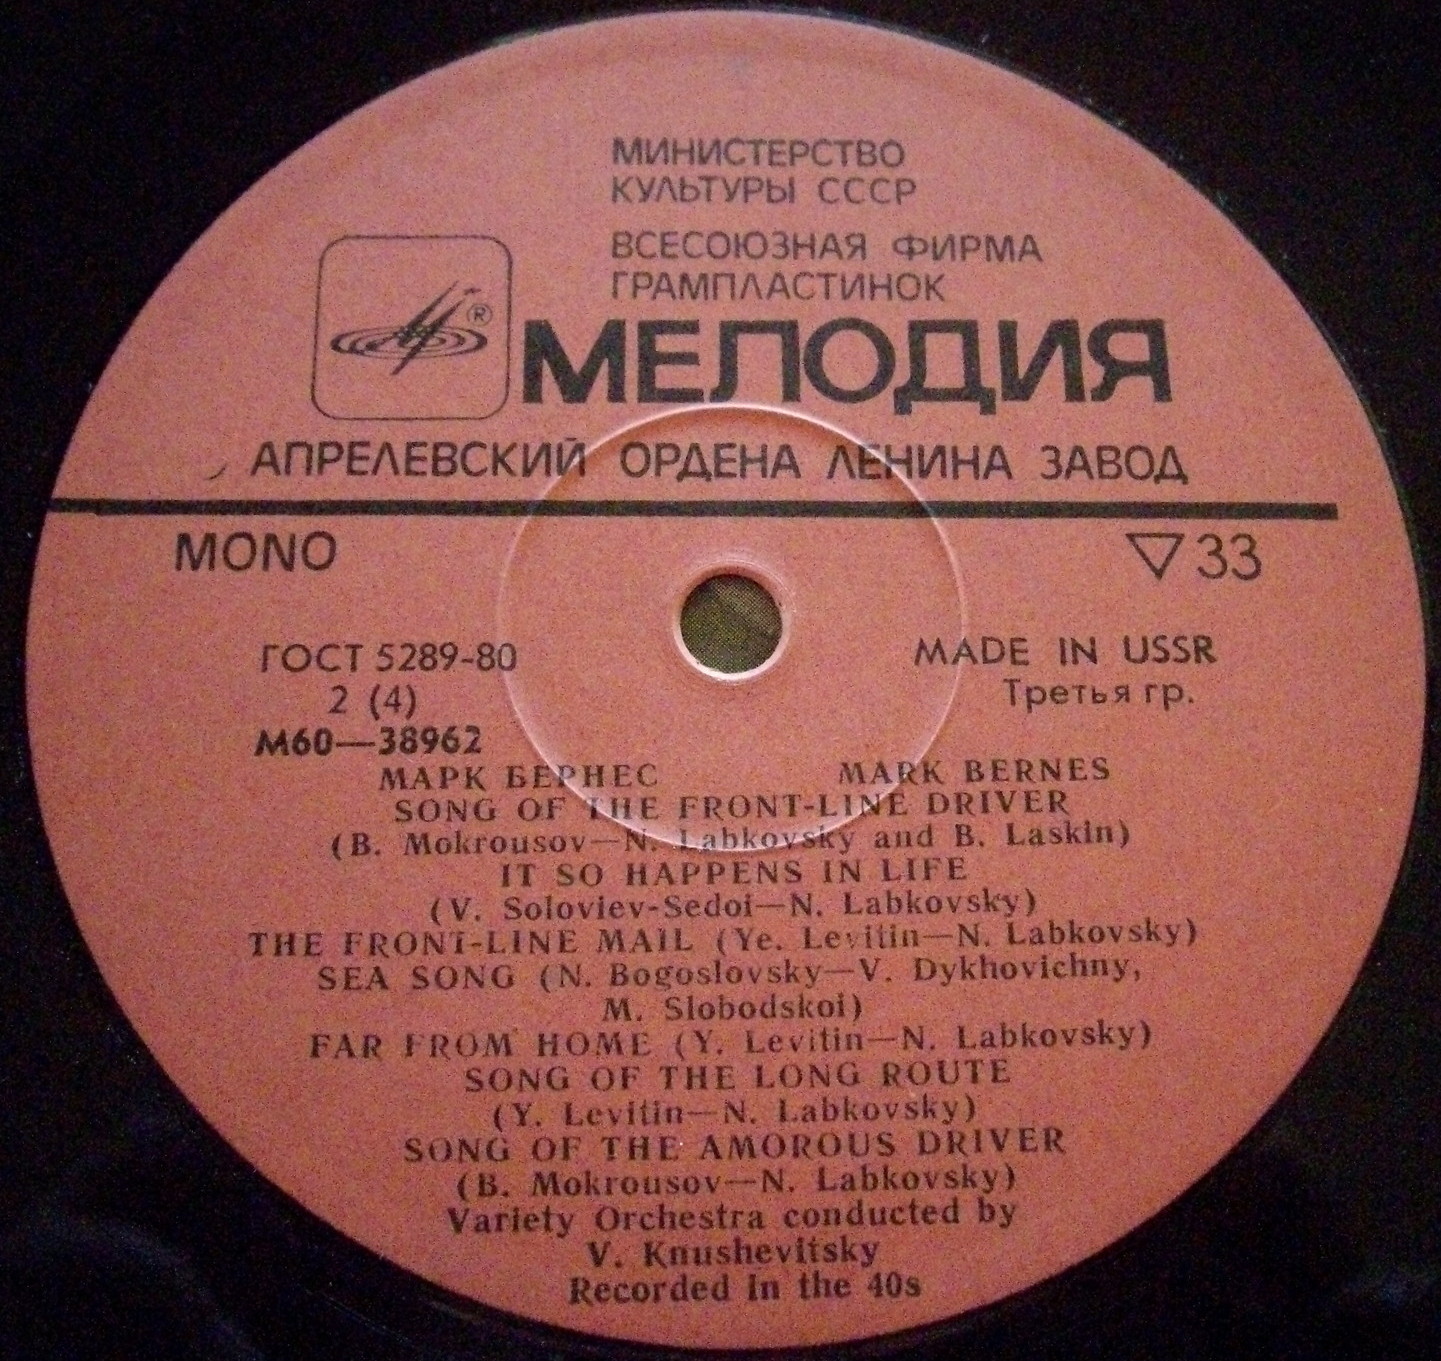 МИНИСТЕРСТВО
КУЛЬТУРЫ СССР
ВСЕСОЮЗНАЯ ФИРМА
ГРАМПЛАСТИНОК
®
МЕЛОДИЯ
АПРЕЛЕВСКИЙ ОРДЕНА ЛЕНИНА ЗАВОД
MONO
33
ГОСТ 5289-80
MADE IN USSR
2 (4)
Третья гр.
М60—38962
МАРК БЕРНЕС MARK BERNES
SONG OF THE FRONT-LINE DRIVER
(B. Mokrousov—N. Labkovsky and B. Laskin)
IT SO HAPPENS IN LIFE
(V. Soloviev-Sedoi—N. Labkovsky)
THE FRONT-LINE MAIL (Ye. Levitin—N. Labkovsky)
SEA SONG (N. Bogoslovsky—V. Dykhovichny,
M. Slobodskoi)
FAR FROM HOME (Y. Levitin—N. Labkovsky)
SONG OF THE LONG ROUTE
(Y. Levitin—N. Labkovsky)
SONG OF THE AMOROUS DRIVER
(B. Mokrousov—N. Labkovsky)
Variety Orchestra conducted by
V. Knushevitsky
Recorded in the 40s